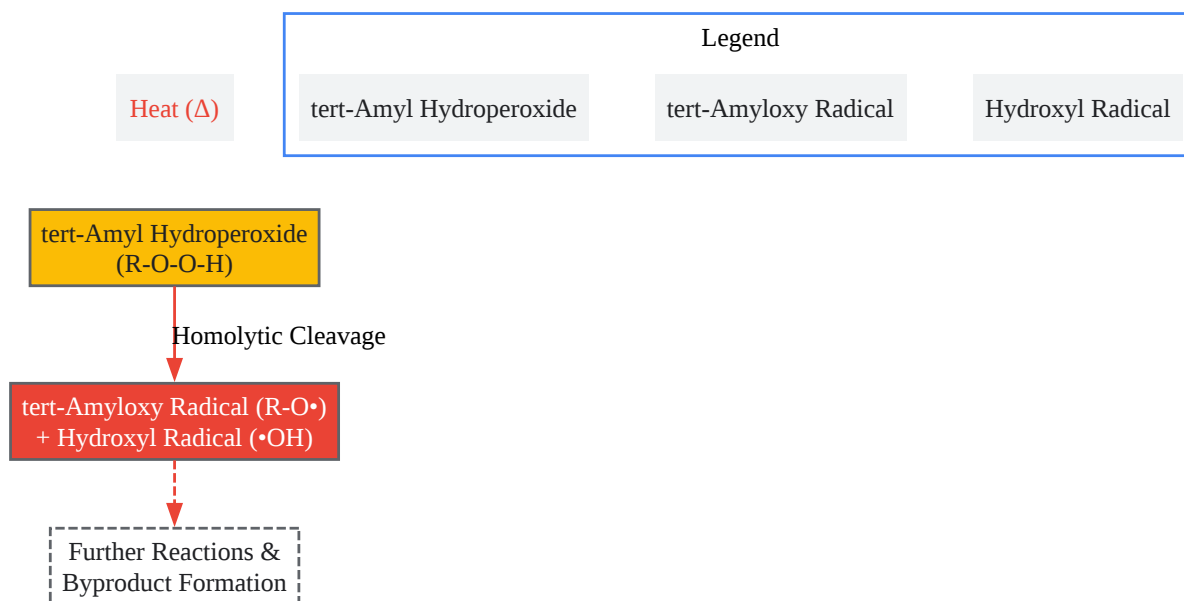 Legend
Heat (Δ)
tert-Amyl Hydroperoxide
tert-Amyloxy Radical
Hydroxyl Radical
tert-Amyl Hydroperoxide
(R-O-O-H)
Homolytic Cleavage
tert-Amyloxy Radical (R-O•)
+ Hydroxyl Radical (•OH)
Further Reactions &
Byproduct Formation